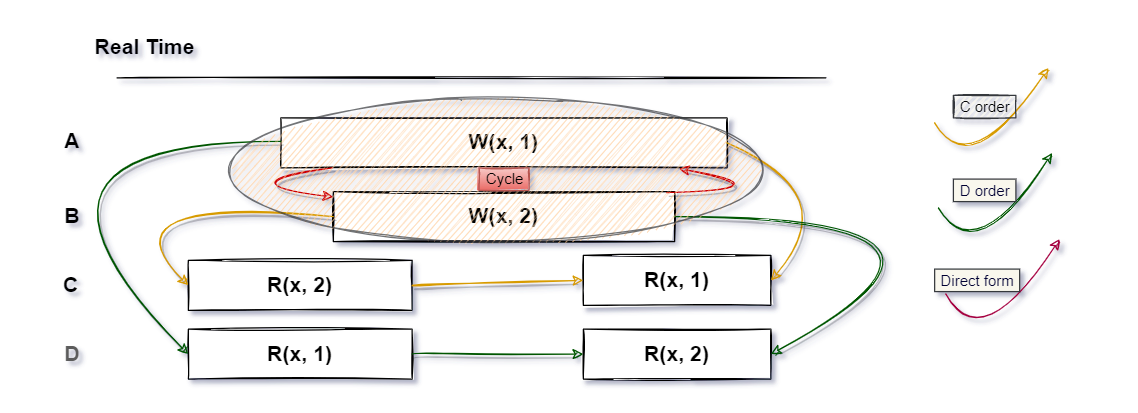 Real Time
A
W(x, 1)
Cycle
B
W(x, 2)
C
R(x, 2)
R(x, 1)
D
R(x, 1)
R(x, 2)
C order
D order
Direct form